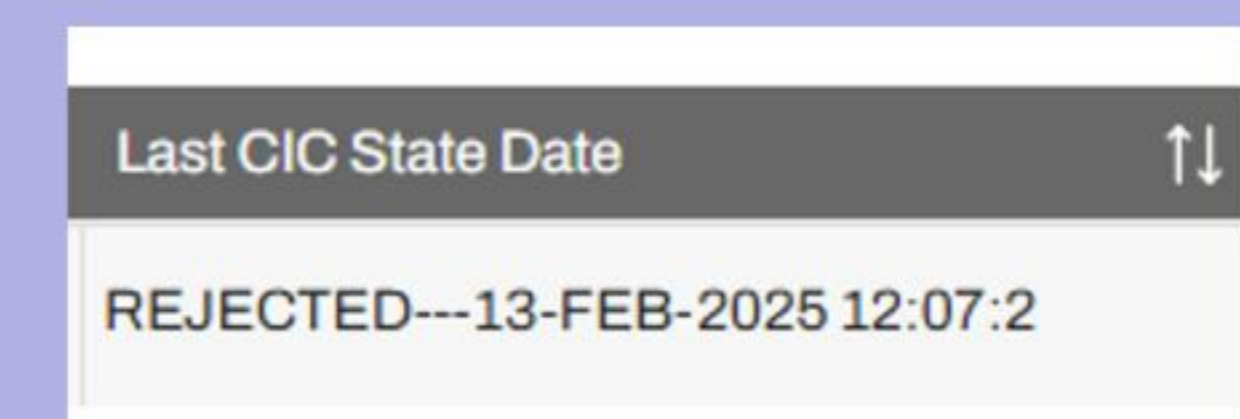 Last CIC State Date ↑↓
REJECTED---13-FEB-2025 12:07:2